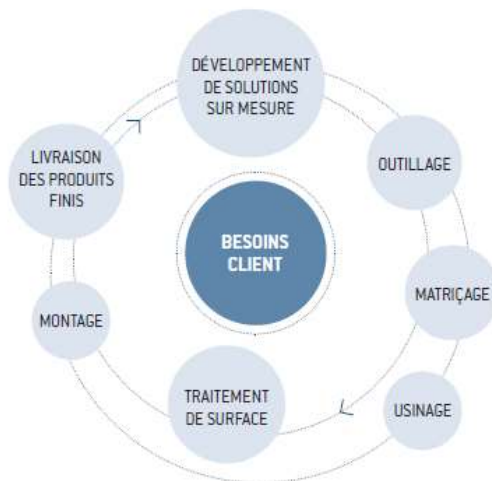 DÉVELOPPEMENT
DE SOLUTIONS
SUR MESURE
OUTILLAGE
MATRIÇAGE
USINAGE
TRAITEMENT
DE SURFACE
MONTAGE
LIVRAISON
DES PRODUITS
FINIS
BESOINS
CLIENT